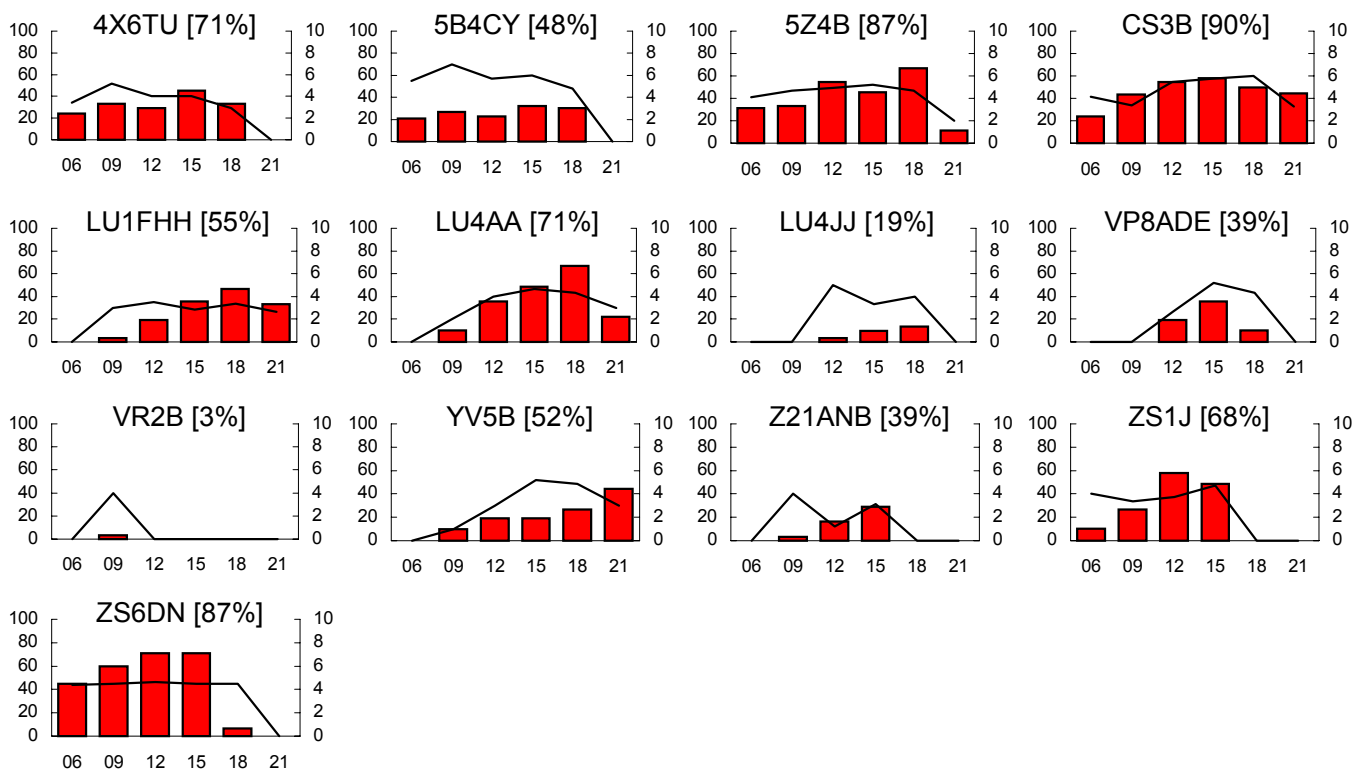 4X6TU [71%] 5B4CY [48%] 5Z4B [87%] CS3B [90%]
100 10 100 10 100 10 100 10
80 8 80 8 80 8 80 8
60 6 60 6 60 6 60 6
40 4 40 4 40 4 40 4
20 2 20 2 20 2 20 2
0 0 0 0 0 0 0 0
06 09 12 15 18 21 06 09 12 15 18 21 06 09 12 15 18 21 06 09 12 15 18 21
LU1FHH [55%] LU4AA [71%] LU4JJ [19%] VP8ADE [39%]
100 10 100 10 100 10 100 10
80 8 80 8 80 8 80 8
60 6 60 6 60 6 60 6
40 4 40 4 40 4 40 4
20 2 20 2 20 2 20 2
0 0 0 0 0 0 0 0
06 09 12 15 18 21 06 09 12 15 18 21 06 09 12 15 18 21 06 09 12 15 18 21
VR2B [3%] YV5B [52%] Z21ANB [39%] ZS1J [68%]
100 10 100 10 100 10 100 10
80 8 80 8 80 8 80 8
60 6 60 6 60 6 60 6
40 4 40 4 40 4 40 4
20 2 20 2 20 2 20 2
0 0 0 0 0 0 0 0
06 09 12 15 18 21 06 09 12 15 18 21 06 09 12 15 18 21 06 09 12 15 18 21
ZS6DN [87%]
100 10
80 8
60 6
40 4
20 2
0 0
06 09 12 15 18 21